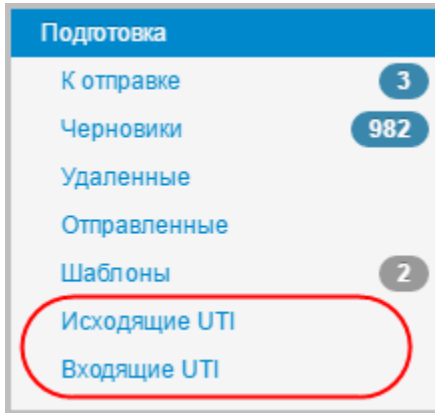 Подготовка
К отправке 3
Черновики 982
Удаленные
Отправленные
Шаблоны 2
Исходящие UTI
Входящие UTI